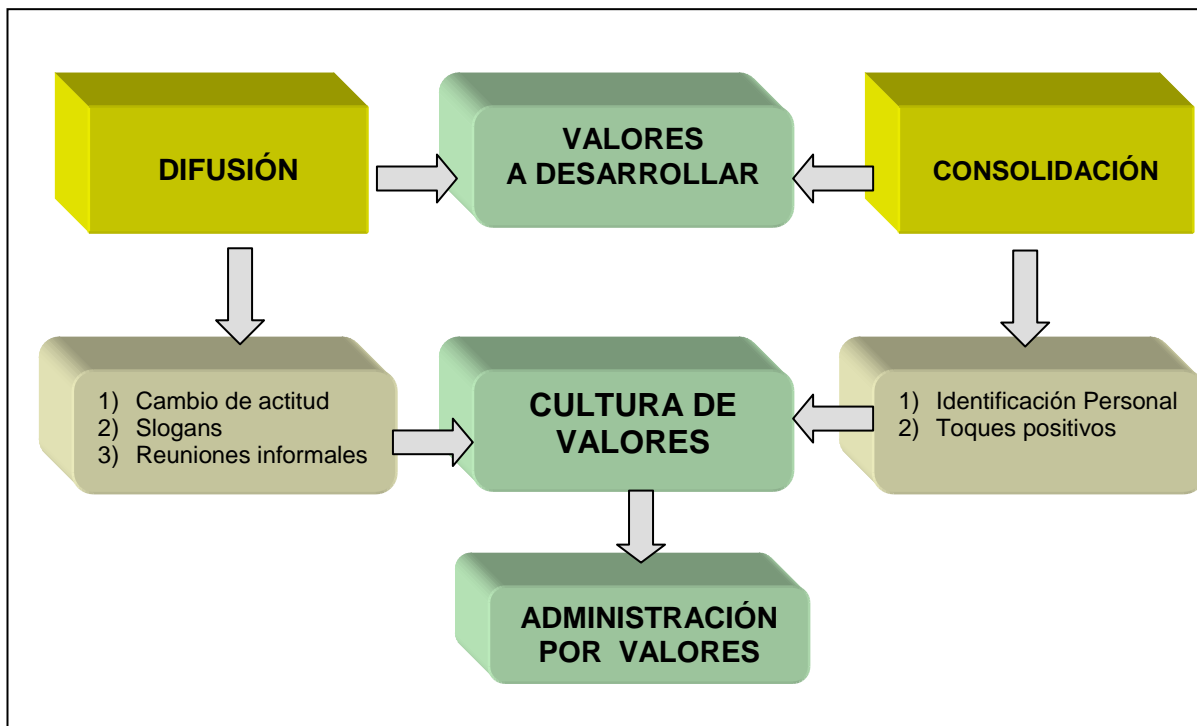 DIFUSIÓN
VALORES
A DESARROLLAR
CONSOLIDACIÓN
1) Cambio de actitud
2) Slogans
3) Reuniones informales
CULTURA DE
VALORES
1) Identificación Personal
2) Toques positivos
ADMINISTRACIÓN
POR VALORES